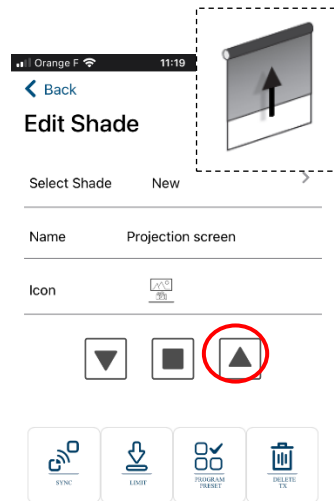 Orange F 11:19
Back
Edit Shade
Select Shade New
Name Projection screen
Icon
SYNC LIMIT PROGRAM PRESET DELETE TX